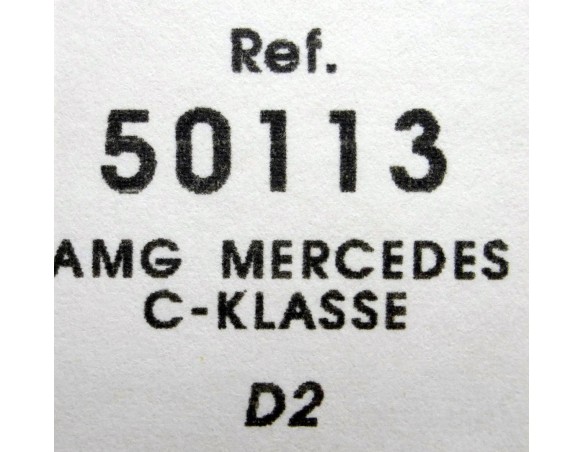 Ref.
50113
AMG MERCEDES
C-KLASSE
D2